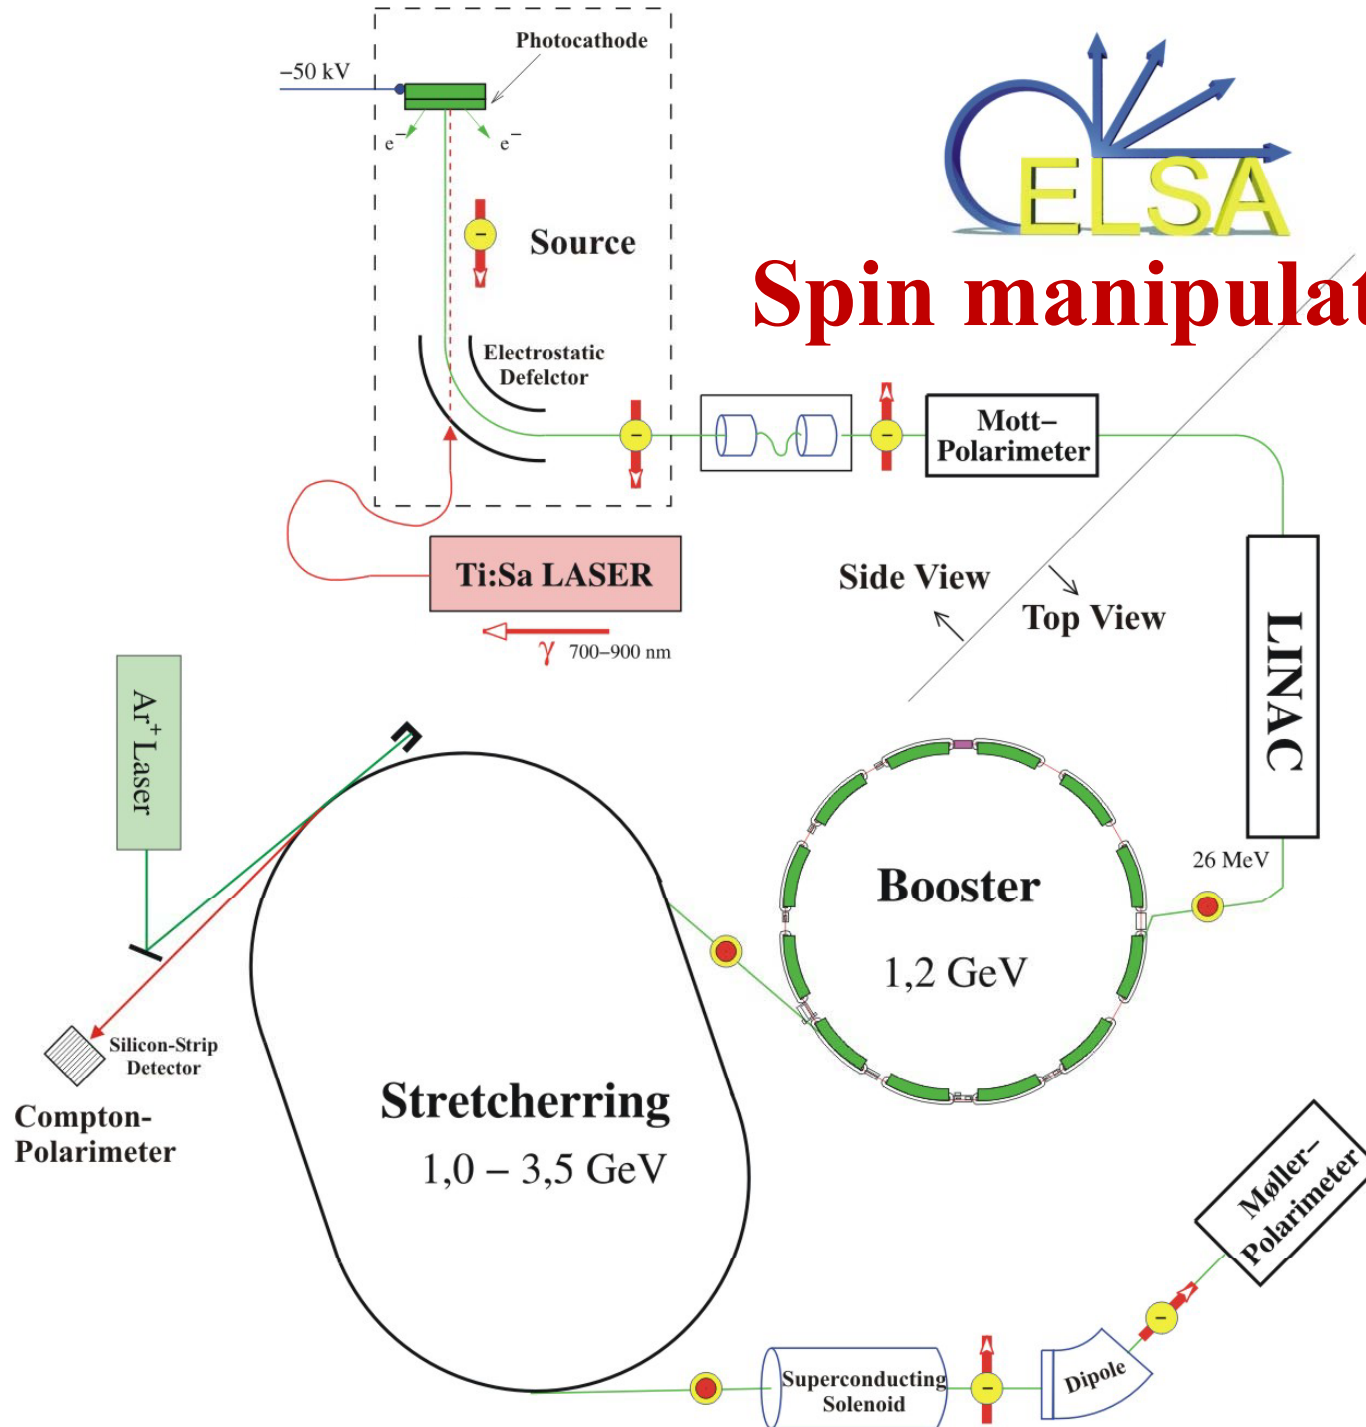 Photocathode
−50 kV
e−
e−
ELSA
Source
Spin manipulat
Electrostatic
Defelctor
Mott−
Polarimeter
Ti:Sa LASER
γ 700−900 nm
Side View
Top View
LINAC
26 MeV
Ar+ Laser
Booster
1,2 GeV
Silicon-Strip
Detector
Compton-
Polarimeter
Stretcherring
1,0 − 3,5 GeV
Møller−
Polarimeter
Superconducting
Solenoid
Dipole